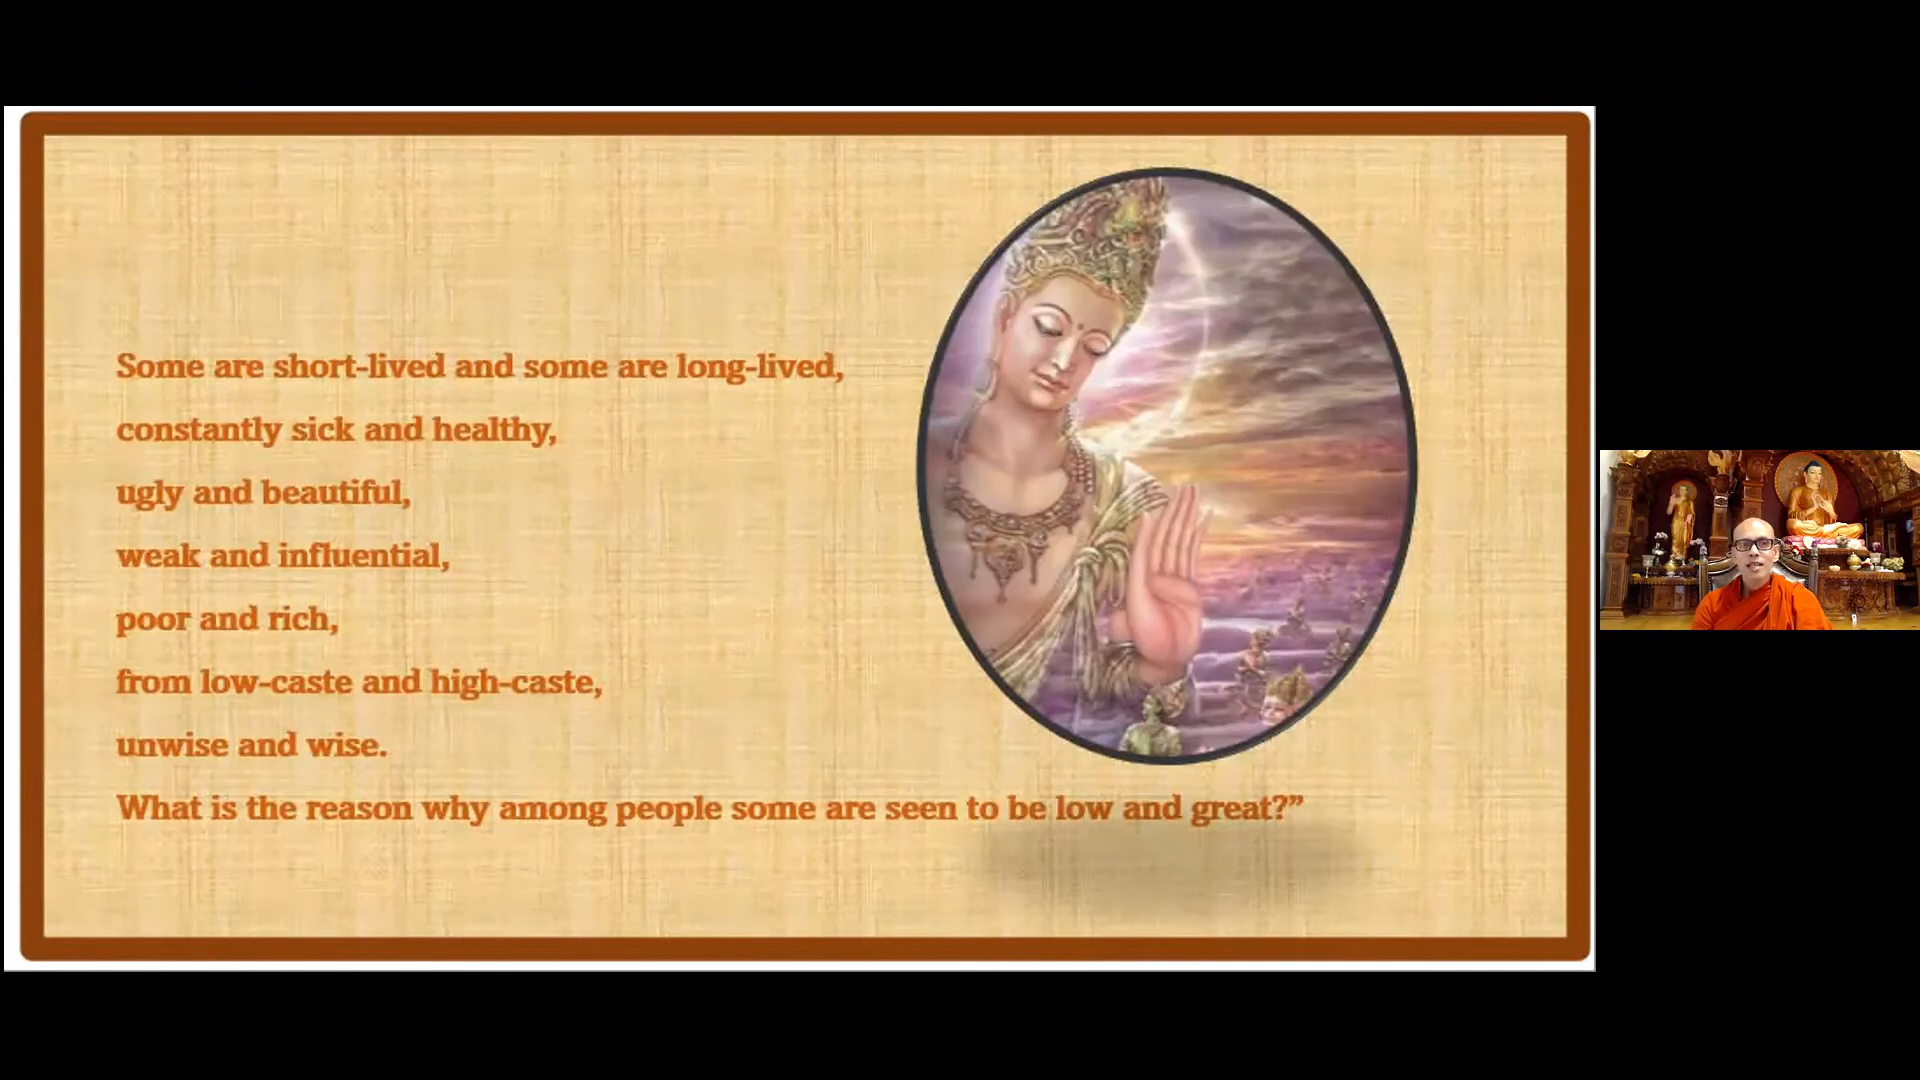 Some are short-lived and some are long-lived,
constantly sick and healthy,
ugly and beautiful,
weak and influential,
poor and rich,
from low-caste and high-caste,
unwise and wise.
What is the reason why among people some are seen to be low and great?”